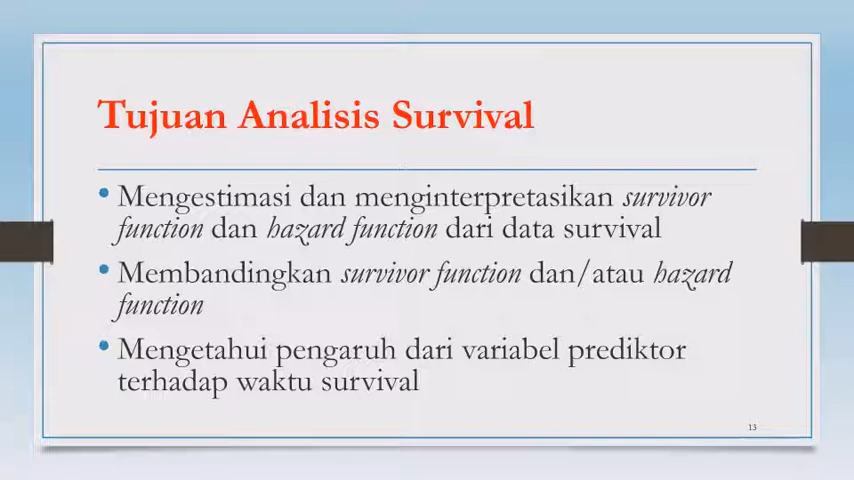 Tujuan Analisis Survival
• Mengestimasi dan menginterpretasikan survivor
function dan hazard function dari data survival
• Membandingkan survivor function dan/atau hazard
function
• Mengetahui pengaruh dari variabel prediktor
terhadap waktu survival
13